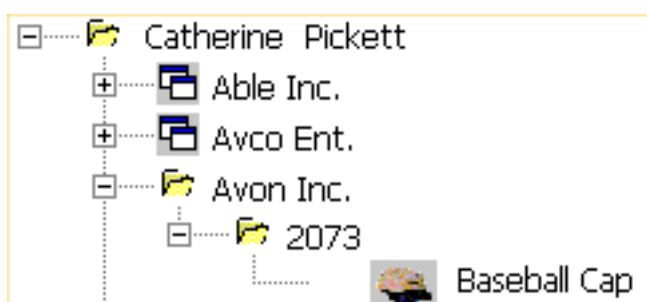 Catherine Pickett
Able Inc.
Avco Ent.
Avon Inc.
2073
Baseball Cap